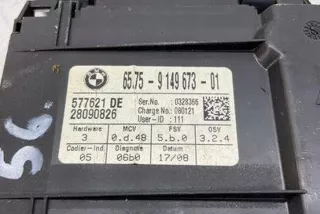 BMW
65.75 - 9 149 673 - 01
577621 DE
28090826
Ser.No. : 0328366
Charge No.: 080121
User-ID : 111
Hardware MCV FSV OSV
3 0.d.48 5.b.0 3.2.4
Codier-Ind. Diagnose Datum
05 06b0 17/08